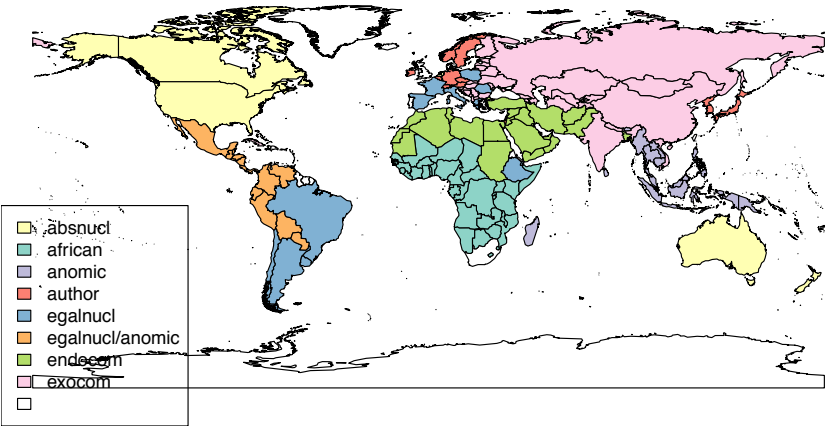 absnucl
african
anomic
author
egalnucl
egalnucl/anomic
endocom
exocom